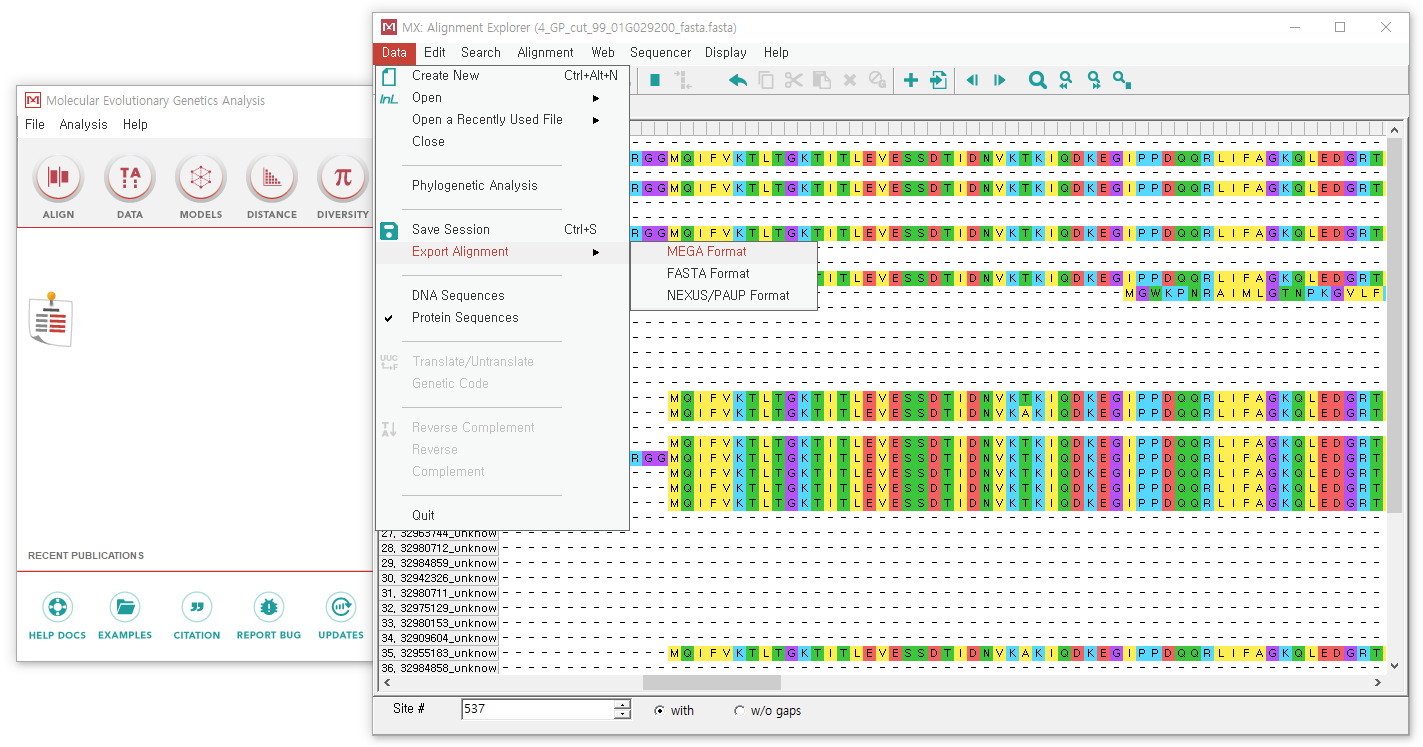 MX: Alignment Explorer (4_GP_cut_99_01G029200_fasta.fasta)
Data Edit Search Alignment Web Sequencer Display Help
Create New Ctrl+Alt+N
Open
Open a Recently Used File
Close
Phylogenetic Analysis
Save Session Ctrl+S
Export Alignment
MEGA Format
FASTA Format
NEXUS/PAUP Format
DNA Sequences
Protein Sequences
UUC
F
Translate/Untranslate
Genetic Code
T
A
Reverse Complement
Reverse
Complement
Quit
Molecular Evolutionary Genetics Analysis
File Analysis Help
TA
π
ALIGN DATA MODELS DISTANCE DIVERSITY
RECENT PUBLICATIONS
HELP DOCS EXAMPLES CITATION REPORT BUG UPDATES
RGGMQIFVKTLTGKTITLEVESSDTIDNVKTKIQDKEGIPPDQQRLIFAGKQLEDGRT
RGGMQIFVKTLTGKTITLEVESSDTIDNVKTKIQDKEGIPPDQQRLIFAGKQLEDGRT
RGGMQIFVKTLTGKTITLEVESSDTIDNVKTKIQDKEGIPPDQQRLIFAGKQLEDGRT
TITLEVESSDTIDNVKTKIQDKEGIPPDQQRLIFAGKQLEDGRT
MGWKPNRAIMLGTNPKGVLF
MQIFVKTLTGKTITLEVESSDTIDNVKTKIQDKEGIPPDQQRLIFAGKQLEDGRT
MQIFVKTLTGKTITLEVESSDTIDNVKAKIQDKEGIPPDQQRLIFAGKQLEDGRT
MQIFVKTLTGKTITLEVESSDTIDNVKTKIQDKEGIPPDQQRLIFAGKQLEDGRT
RGGMQIFVKTLTGKTITLEVESSDTIDNVKTKIQDKEGIPPDQQRLIFAGKQLEDGRT
MQIFVKTLTGKTITLEVESSDTIDNVKTKIQDKEGIPPDQQRLIFAGKQLEDGRT
MQIFVKTLTGKTITLEVESSDTIDNVKTKIQDKEGIPPDQQRLIFAGKQLEDGRT
27, 32963744_unknow
28, 32980712_unknow
29, 32984859_unknow
30, 32942326_unknow
31, 32980711_unknow
32, 32975129_unknow
33, 32980153_unknow
34, 32909604_unknow
35, 32955183_unknow MQIFVKTLTGKTITLEVESSDTIDNVKAKIQDKEGIPPDQQRLIFAGKQLEDGRT
36, 32984858_unknow
Site # 537 with w/o gaps